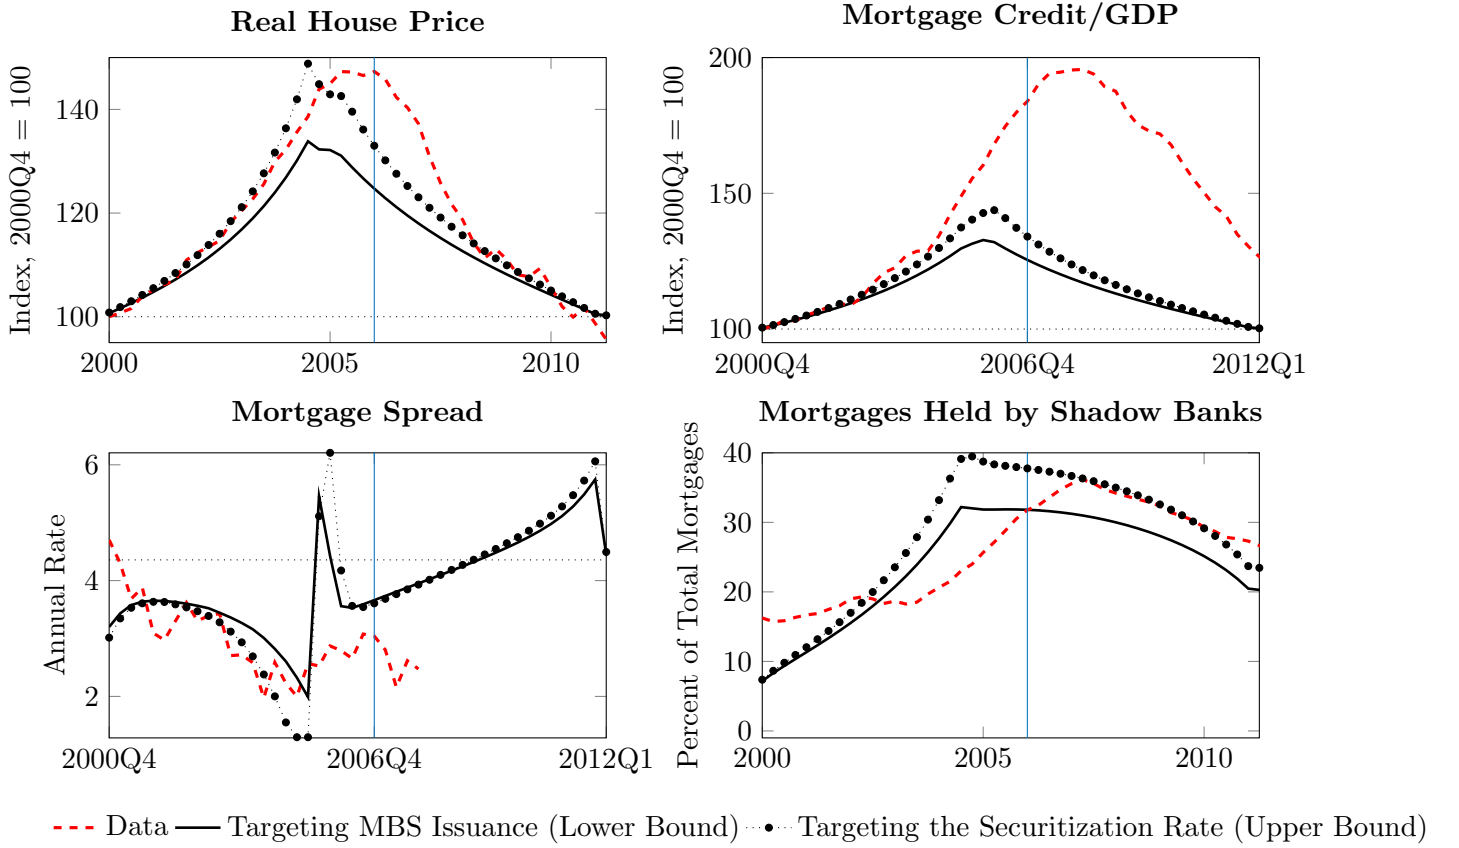 Real House Price
Index, 2000Q4 = 100
140
120
100
2000
2005
2010
Mortgage Credit/GDP
Index, 2000Q4 = 100
200
150
100
2000Q4
2006Q4
2012Q1
Mortgage Spread
Annual Rate
6
4
2
2000Q4
2006Q4
2012Q1
Mortgages Held by Shadow Banks
Percent of Total Mortgages
40
30
20
10
0
2000
2005
2010
Data Targeting MBS Issuance (Lower Bound) Targeting the Securitization Rate (Upper Bound)